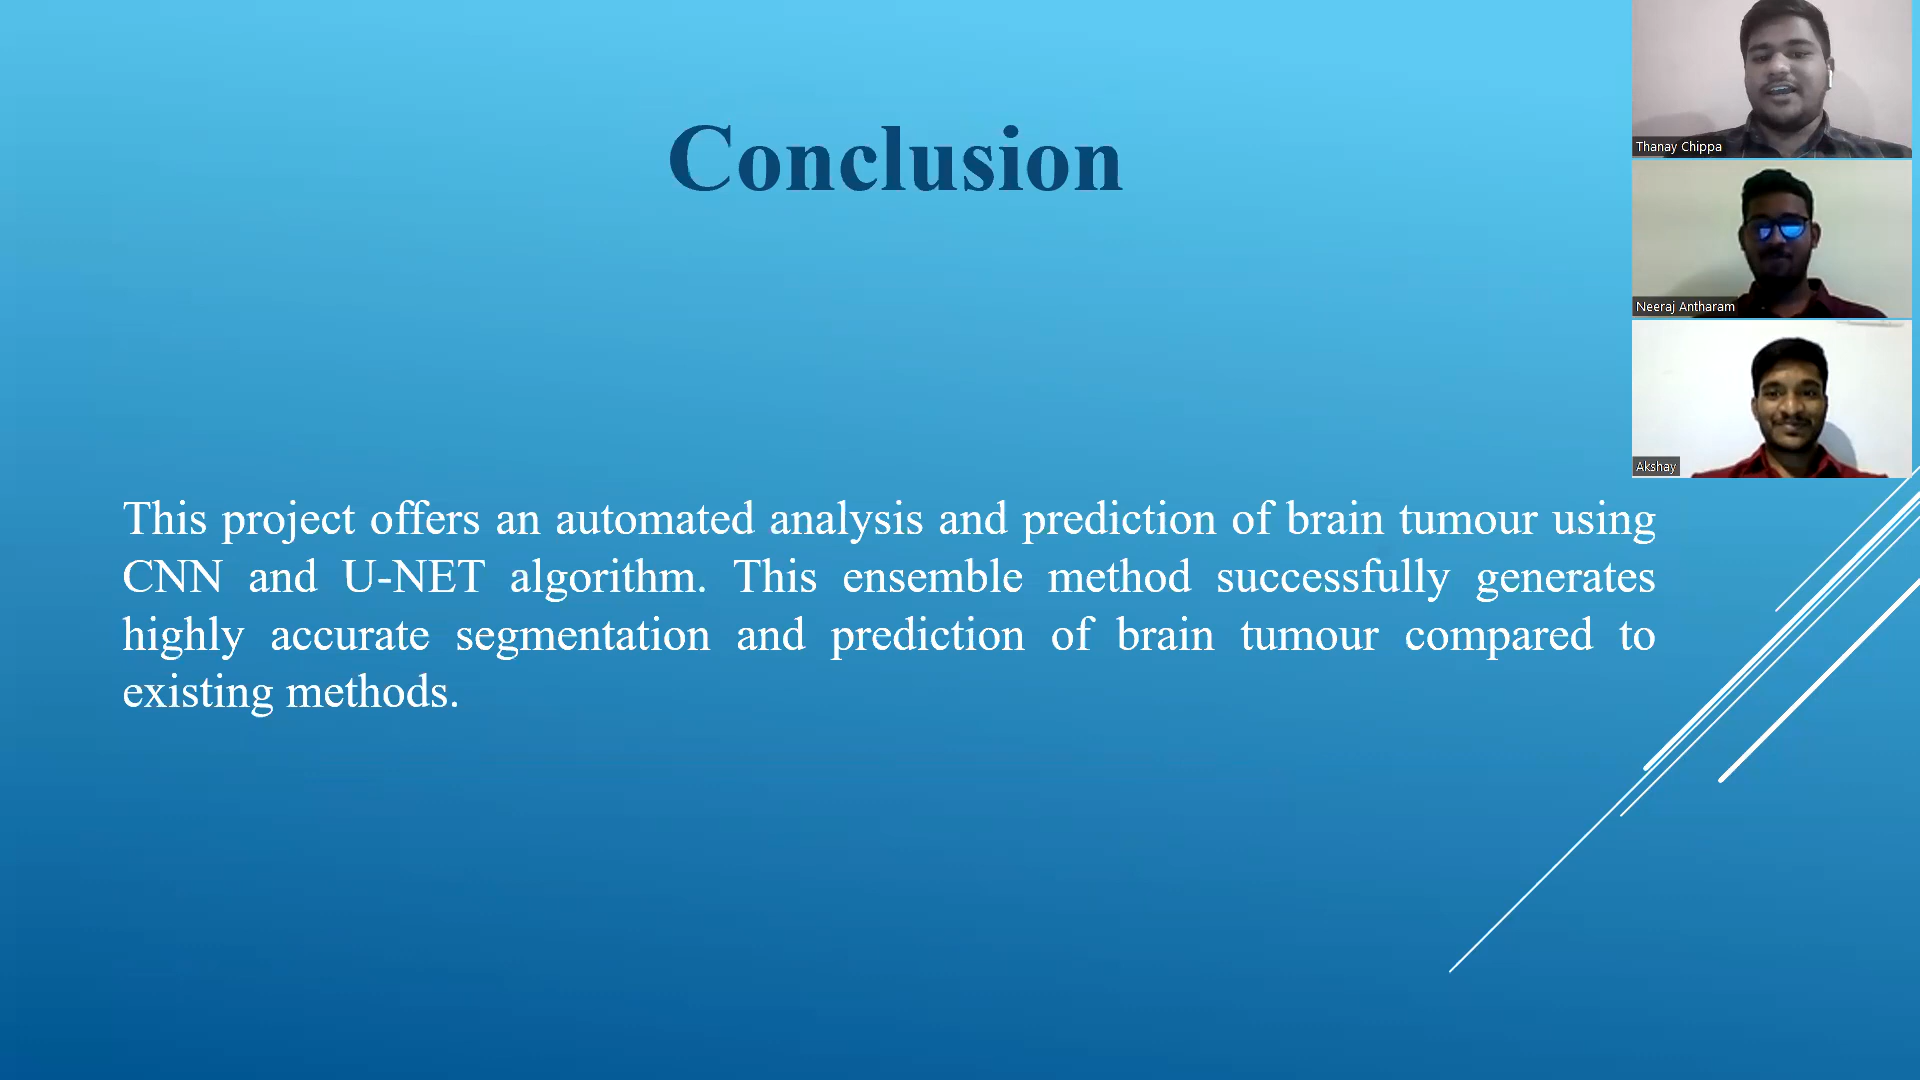 Conclusion
Thanay Chippa
Neeraj Antharam
Akshay
This project offers an automated analysis and prediction of brain tumour using
CNN and U-NET algorithm. This ensemble method successfully generates
highly accurate segmentation and prediction of brain tumour compared to
existing methods.